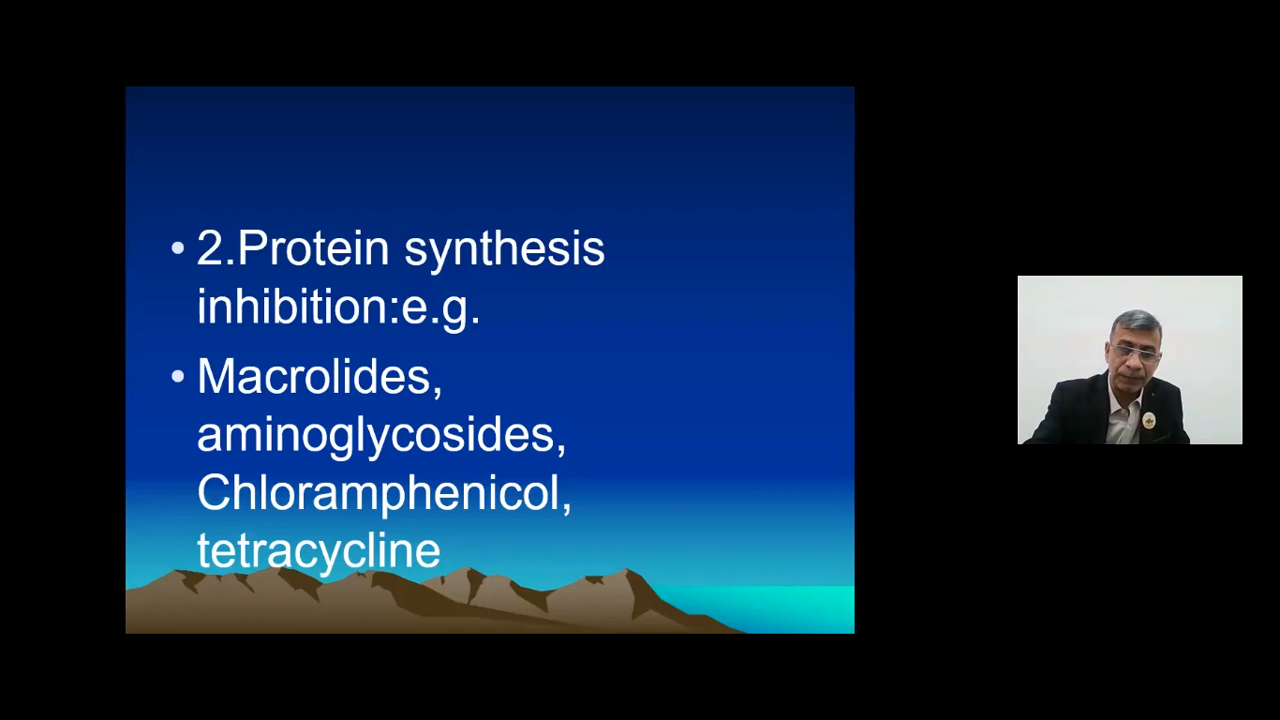 • 2.Protein synthesis
inhibition:e.g.
• Macrolides,
aminoglycosides,
Chloramphenicol,
tetracycline